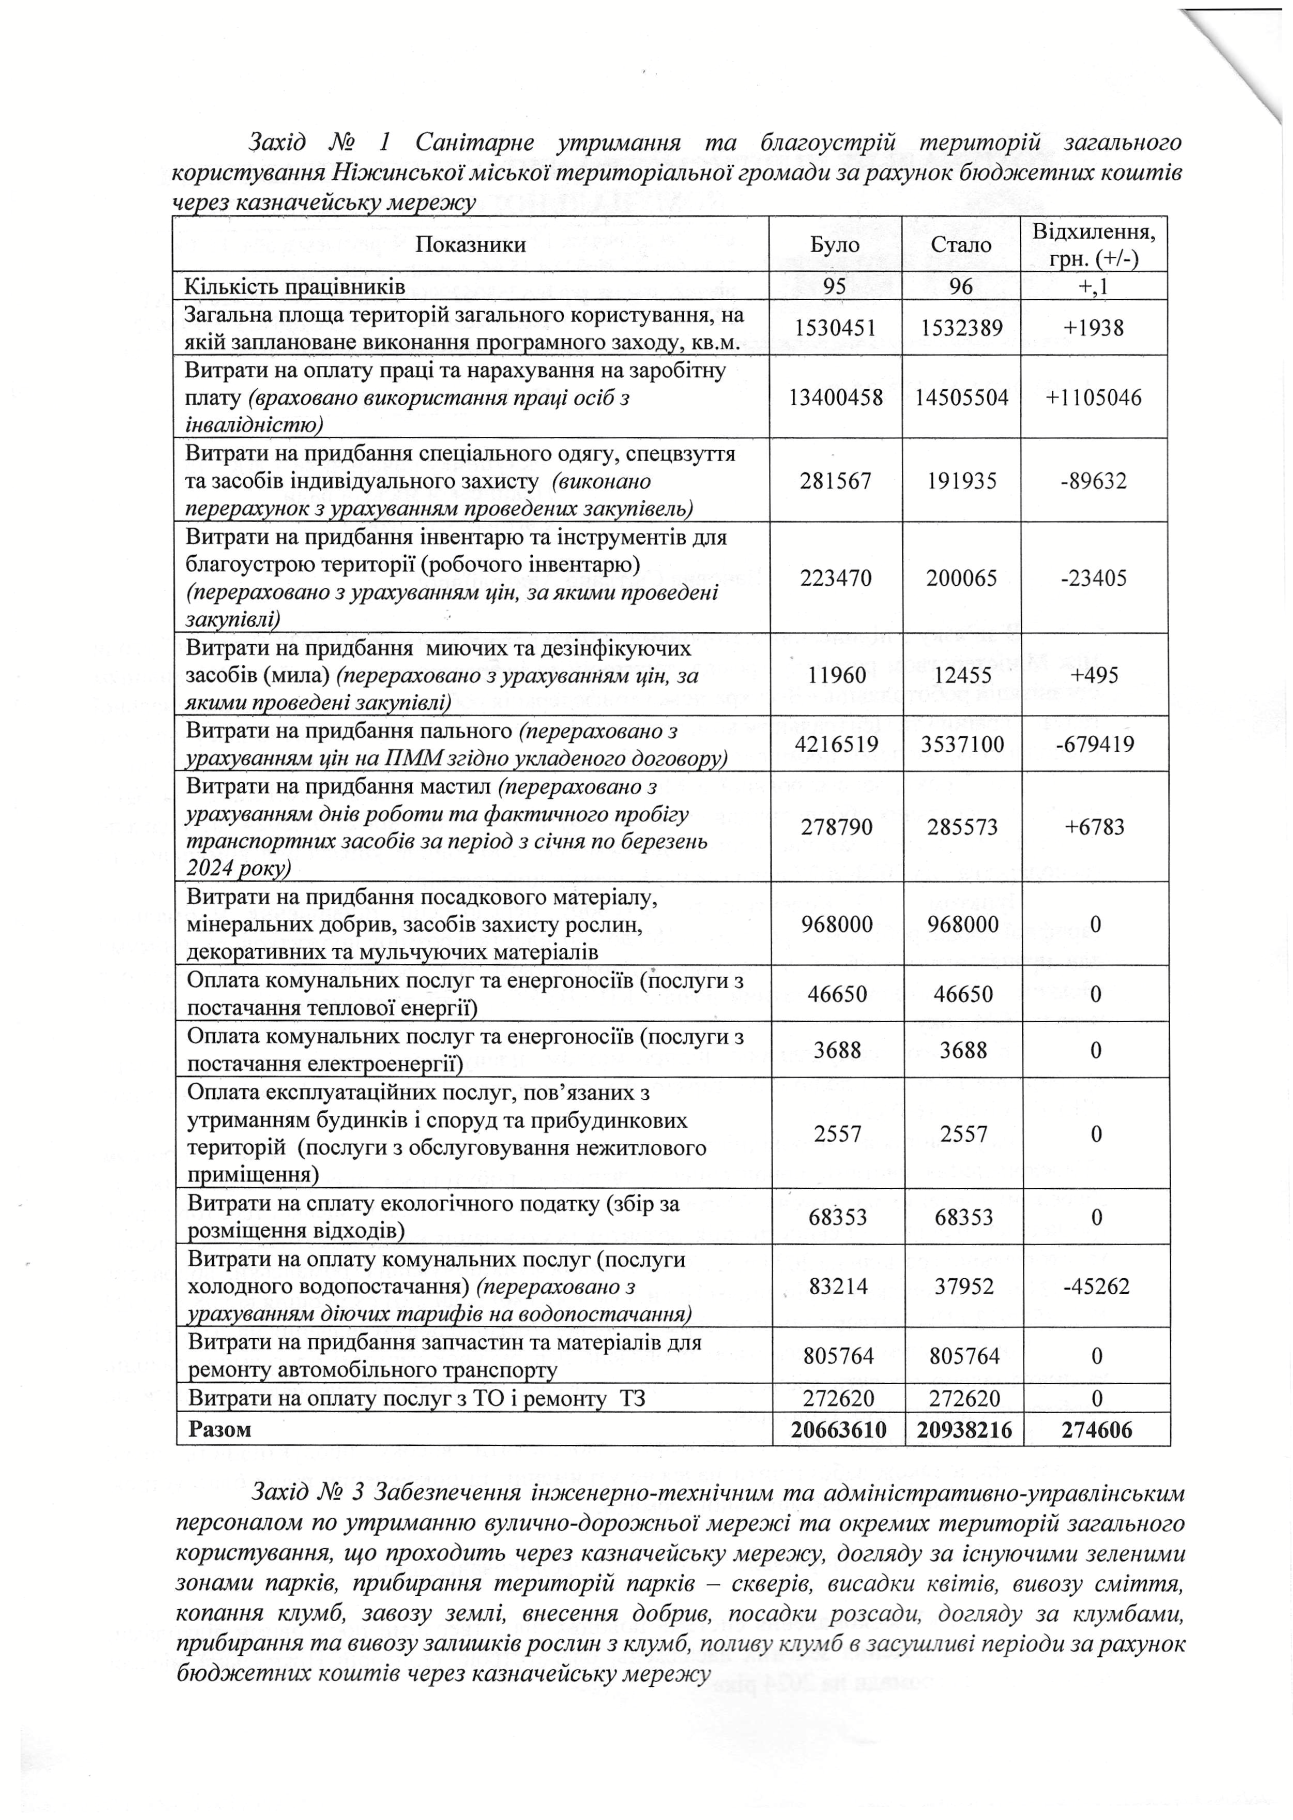 Захід № 1 Санітарне утримання та благоустрій територій загального
користування Ніжинської міської територіальної громади за рахунок бюджетних коштів
через казначейську мережу
Показники Було Стало Відхилення,
грн. (+/-)
Кількість працівників 95 96 +,1
Загальна площа територій загального користування, на
якій заплановане виконання програмного заходу, кв.м. 1530451 1532389 +1938
Витрати на оплату праці та нарахування на заробітну
плату (враховано використання праці осіб з 13400458 14505504 +1105046
інвалідністю)
Витрати на придбання спеціального одягу, спецвзуття
та засобів індивідуального захисту (виконано 281567 191935 -89632
перерахунок з урахуванням проведених закупівель)
Витрати на придбання інвентарю та інструментів для
благоустрою території (робочого інвентарю) 223470 200065 -23405
(перераховано з урахуванням цін, за якими проведені
закупівлі)
Витрати на придбання миючих та дезінфікуючих
засобів (мила) (перераховано з урахуванням цін, за 11960 12455 +495
якими проведені закупівлі)
Витрати на придбання пального (перераховано з
урахуванням цін на ПММ згідно укладеного договору) 4216519 3537100 -679419
Витрати на придбання мастил (перераховано з
урахуванням днів роботи та фактичного пробігу 278790 285573 +6783
транспортних засобів за період з січня по березень
2024 року)
Витрати на придбання посадкового матеріалу,
мінеральних добрив, засобів захисту рослин, 968000 968000 0
декоративних та мульчуючих матеріалів
Оплата комунальних послуг та енергоносіїв (послуги з
постачання теплової енергії) 46650 46650 0
Оплата комунальних послуг та енергоносіїв (послуги з
постачання електроенергії) 3688 3688 0
Оплата експлуатаційних послуг, пов’язаних з
утриманням будинків і споруд та прибудинкових 2557 2557 0
територій (послуги з обслуговування нежитлового
приміщення)
Витрати на сплату екологічного податку (збір за
розміщення відходів) 68353 68353 0
Витрати на оплату комунальних послуг (послуги
холодного водопостачання) (перераховано з 83214 37952 -45262
урахуванням діючих тарифів на водопостачання)
Витрати на придбання запчастин та матеріалів для
ремонту автомобільного транспорту 805764 805764 0
Витрати на оплату послуг з ТО і ремонту ТЗ 272620 272620 0
Разом 20663610 20938216 274606
Захід № 3 Забезпечення інженерно-технічним та адміністративно-управлінським
персоналом по утриманню вулично-дорожньої мережі та окремих територій загального
користування, що проходить через казначейську мережу, догляду за існуючими зеленими
зонами парків, прибирання територій парків – скверів, висадки квітів, вивозу сміття,
копання клумб, завозу землі, внесення добрив, посадки розсади, догляду за клумбами,
прибирання та вивозу залишків рослин з клумб, поливу клумб в засушливі періоди за рахунок
бюджетних коштів через казначейську мережу